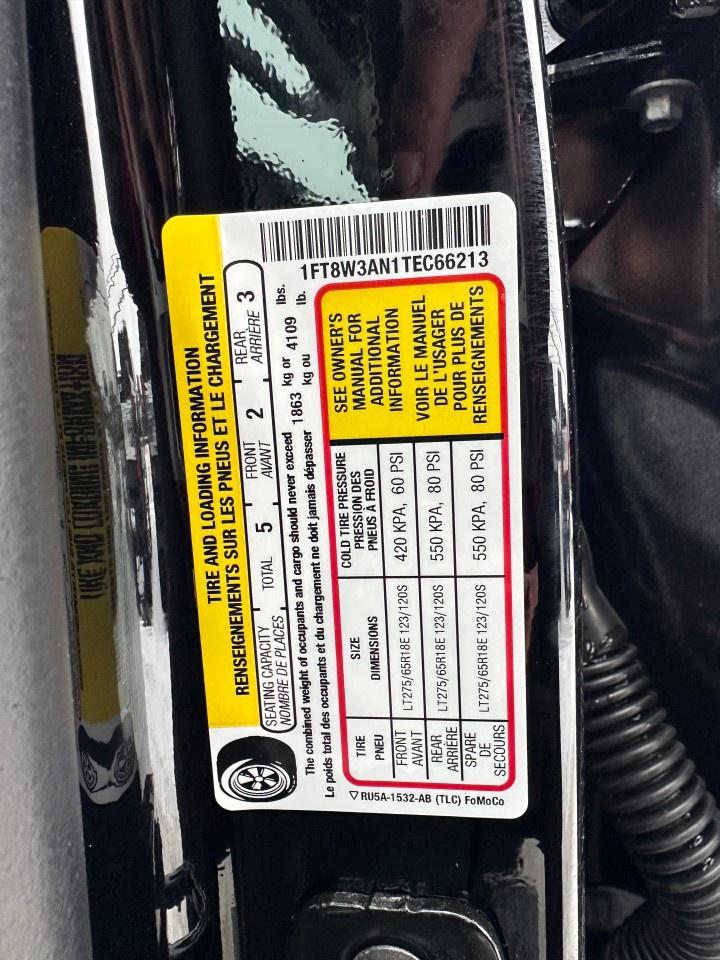 TIRE AND LOADING INFORMATION
RENSEIGNEMENTS SUR LES PNEUS ET LE CHARGEMENT
SEATING CAPACITY TOTAL 5 FRONT 2 REAR 3
NOMBRE DE PLACES AVANT ARRIÈRE
The combined weight of occupants and cargo should never exceed 1863 kg or 4109 lbs.
Le poids total des occupants et du chargement ne doit jamais dépasser kg ou lb.
1FT8W3AN1TEC66213
TIRE SIZE COLD TIRE PRESSURE
PNEU DIMENSIONS PRESSION DES
PNEUS À FROID
FRONT LT275/65R18E 123/120S 420 KPA, 60 PSI
AVANT
REAR LT275/65R18E 123/120S 550 KPA, 80 PSI
ARRIÈRE
SPARE LT275/65R18E 123/120S 550 KPA, 80 PSI
DE
SECOURS
SEE OWNER'S
MANUAL FOR
ADDITIONAL
INFORMATION
VOIR LE MANUEL
DE L'USAGER
POUR PLUS DE
RENSEIGNEMENTS
RU5A-1532-AB (TLC) FoMoCo